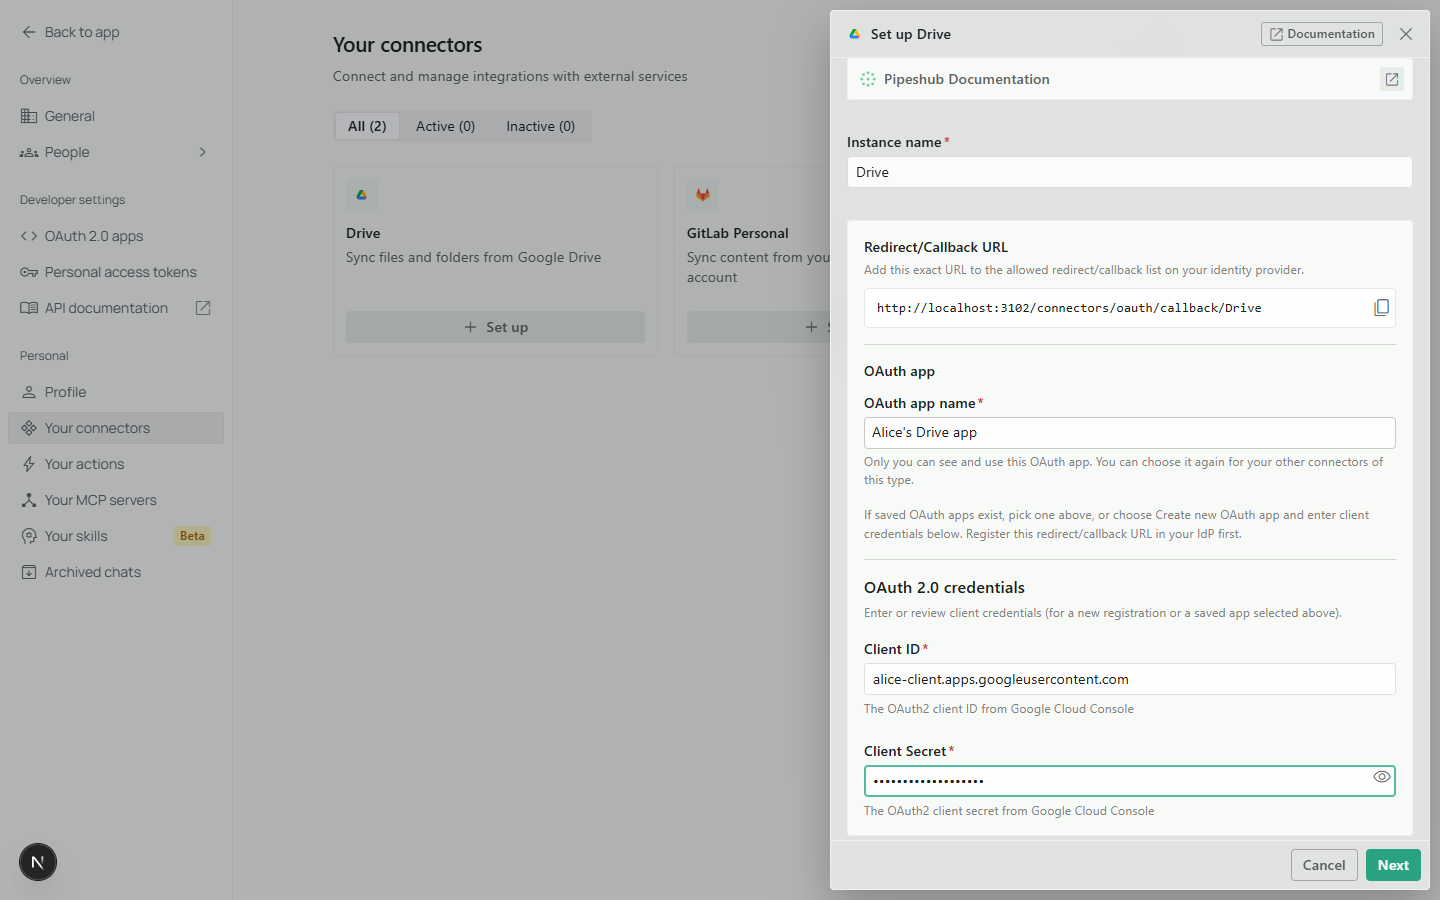 Back to app
Overview
General
People
Developer settings
OAuth 2.0 apps
Personal access tokens
API documentation
Personal
Profile
Your connectors
Your actions
Your MCP servers
Your skills
Beta
Archived chats
N
Your connectors
Connect and manage integrations with external services
All (2)
Active (0)
Inactive (0)
Drive
Sync files and folders from Google Drive
Set up
GitLab Personal
Sync content from you
account
Set up Drive
Documentation
Pipeshub Documentation
Instance name*
Drive
Redirect/Callback URL
Add this exact URL to the allowed redirect/callback list on your identity provider.
http://localhost:3102/connectors/oauth/callback/Drive
OAuth app
OAuth app name*
Alice's Drive app
Only you can see and use this OAuth app. You can choose it again for your other connectors of
this type.
If saved OAuth apps exist, pick one above, or choose Create new OAuth app and enter client
credentials below. Register this redirect/callback URL in your IdP first.
OAuth 2.0 credentials
Enter or review client credentials (for a new registration or a saved app selected above).
Client ID*
alice-client.apps.googleusercontent.com
The OAuth2 client ID from Google Cloud Console
Client Secret*
•••••••••••••••••••
The OAuth2 client secret from Google Cloud Console
Cancel
Next